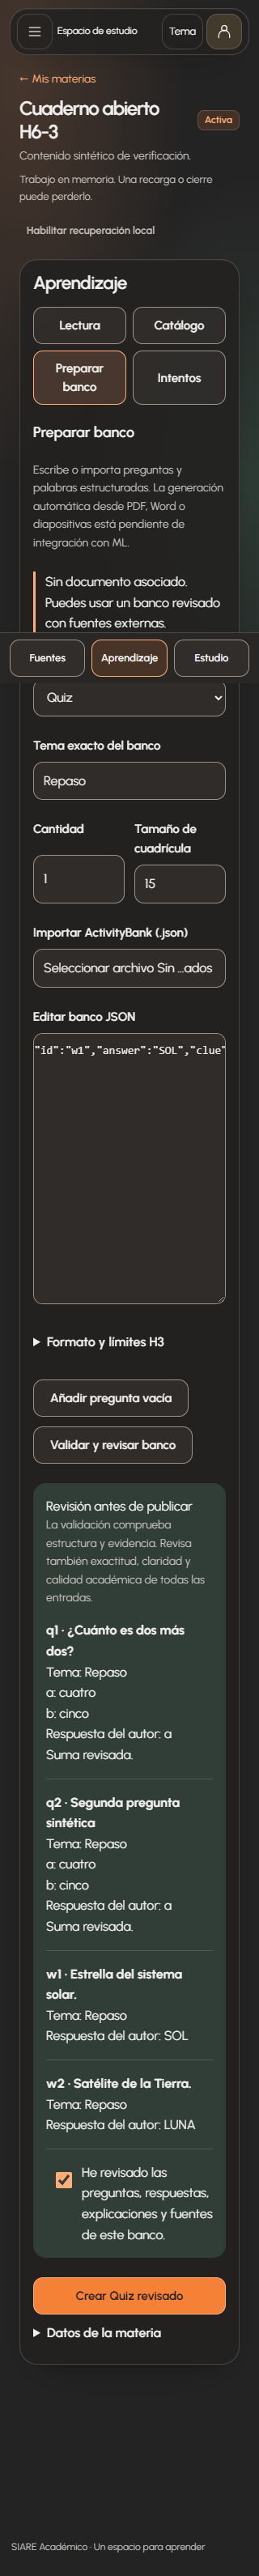 Espacio de estudio
Tema
← Mis materias
Cuaderno abierto
H6-3
Activa
Contenido sintético de verificación.
Trabajo en memoria. Una recarga o cierre
puede perderlo.
Habilitar recuperación local
Aprendizaje
Lectura
Catálogo
Preparar
banco
Intentos
Preparar banco
Escribe o importa preguntas y
palabras estructuradas. La generación
automática desde PDF, Word o
diapositivas está pendiente de
integración con ML.
Sin documento asociado.
Puedes usar un banco revisado
con fuentes externas.
Fuentes
Aprendizaje
Estudio
Quiz
Tema exacto del banco
Repaso
Cantidad
Tamaño de
cuadrícula
1
15
Importar ActivityBank (.json)
Seleccionar archivo Sin ...ados
Editar banco JSON
"id":"w1","answer":"SOL","clue"
Formato y límites H3
Añadir pregunta vacía
Validar y revisar banco
Revisión antes de publicar
La validación comprueba
estructura y evidencia. Revisa
también exactitud, claridad y
calidad académica de todas las
entradas.
q1 · ¿Cuánto es dos más
dos?
Tema: Repaso
a: cuatro
b: cinco
Respuesta del autor: a
Suma revisada.
q2 · Segunda pregunta
sintética
Tema: Repaso
a: cuatro
b: cinco
Respuesta del autor: a
Suma revisada.
w1 · Estrella del sistema
solar.
Tema: Repaso
Respuesta del autor: SOL
w2 · Satélite de la Tierra.
Tema: Repaso
Respuesta del autor: LUNA
He revisado las
preguntas, respuestas,
explicaciones y fuentes
de este banco.
Crear Quiz revisado
Datos de la materia
SIARE Académico · Un espacio para aprender